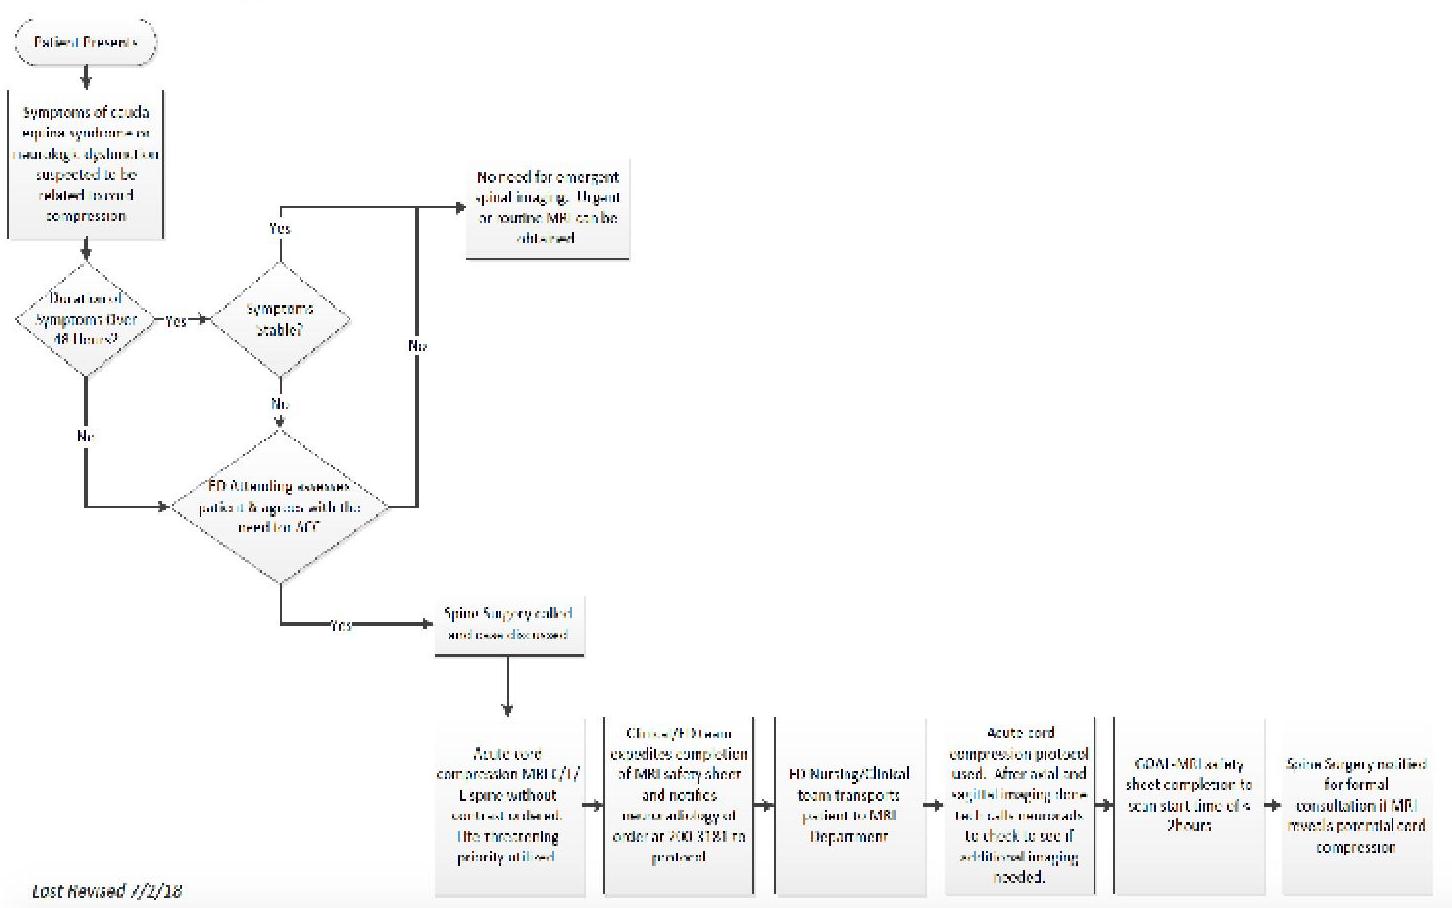 Patient Presents
Symptoms of cauda
equina syndrome or
neurologic dysfunction
suspected to be
related to cord
compression
Duration of
Symptoms Over
48 Hours?
Yes
Symptoms
Stable?
Yes
No need for emergent
spinal imaging. Urgent
or routine MRI can be
obtained
No
No
No
ED Attending assesses
patient & agrees with the
need for ACC
Yes
Spine Surgery called
and case discussed
Acute cord
compression MRI C/T/
L spine without
contrast ordered.
Life threatening
priority utilized
Clinical/ED team
expedites completion
of MRI safety sheet
and notifies
neuroradiology of
order at to
protocol
ED Nursing/Clinical
team transports
patient to MRI
Department
Acute cord
compression protocol
used. After axial and
sagittal imaging done
tech calls neurorads
to check to see if
additional imaging
needed.
GOAL-MRI safety
sheet completion to
scan start time of <
2hours
Spine Surgery notified
for formal
consultation if MRI
reveals potential cord
compression
Last Revised 7/2/18